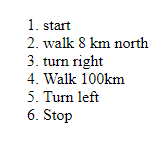 1. start
2. walk 8 km north
3. turn right
4. Walk 100km
5. Turn left
6. Stop